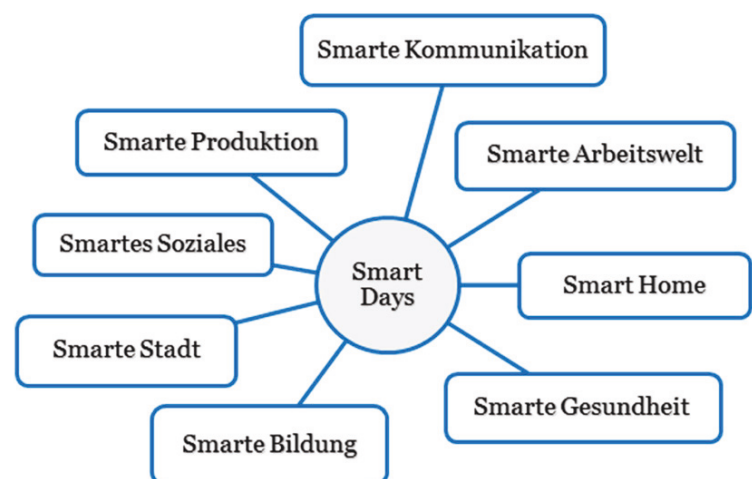 Smarte Kommunikation
Smarte Produktion
Smarte Arbeitswelt
Smartes Soziales
Smart
Days
Smart Home
Smarte Stadt
Smarte Gesundheit
Smarte Bildung